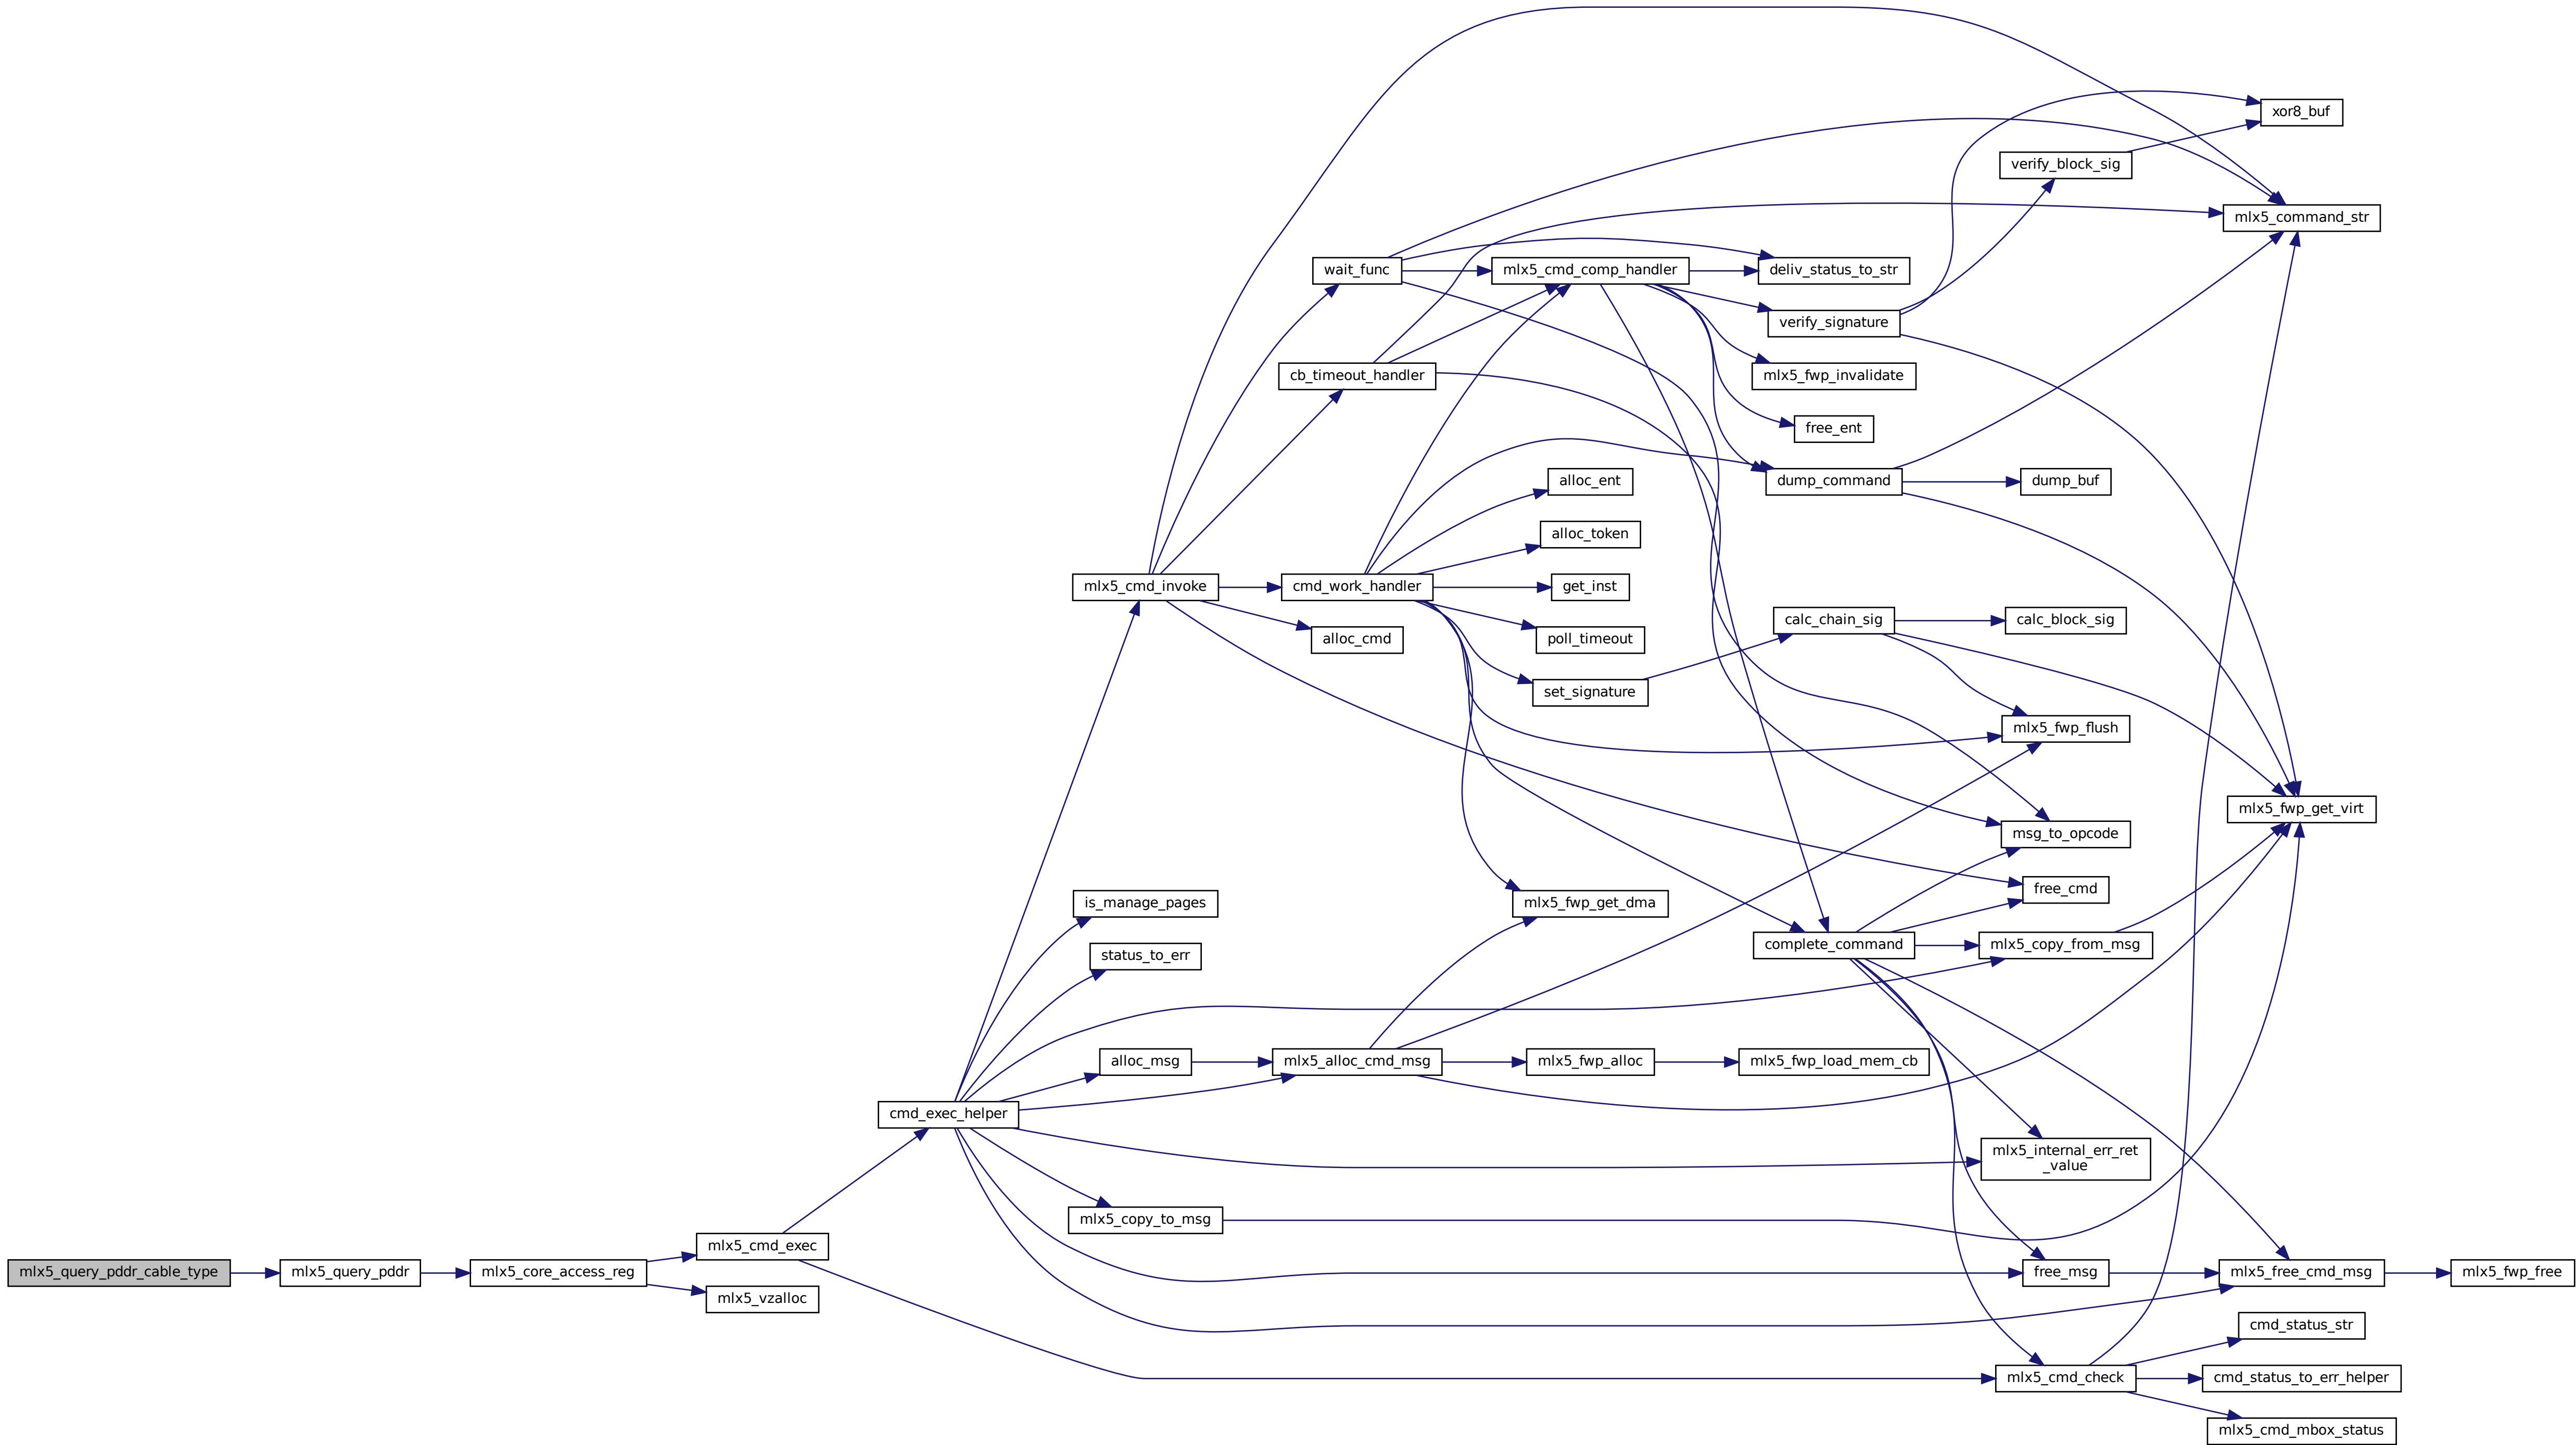 xor8_buf
verify_block_sig
mlx5_command_str
wait_func
mlx5_cmd_comp_handler
deliv_status_to_str
verify_signature
cb_timeout_handler
mlx5_fwp_invalidate
free_ent
alloc_ent
dump_command
dump_buf
alloc_token
mlx5_cmd_invoke
cmd_work_handler
get_inst
alloc_cmd
poll_timeout
calc_chain_sig
calc_block_sig
set_signature
mlx5_fwp_flush
mlx5_fwp_get_virt
msg_to_opcode
is_manage_pages
mlx5_fwp_get_dma
free_cmd
status_to_err
complete_command
mlx5_copy_from_msg
alloc_msg
mlx5_alloc_cmd_msg
mlx5_fwp_alloc
mlx5_fwp_load_mem_cb
cmd_exec_helper
mlx5_internal_err_ret
_value
mlx5_copy_to_msg
mlx5_cmd_exec
mlx5_query_pddr_cable_type
mlx5_query_pddr
mlx5_core_access_reg
free_msg
mlx5_free_cmd_msg
mlx5_fwp_free
mlx5_vzalloc
cmd_status_str
mlx5_cmd_check
cmd_status_to_err_helper
mlx5_cmd_mbox_status